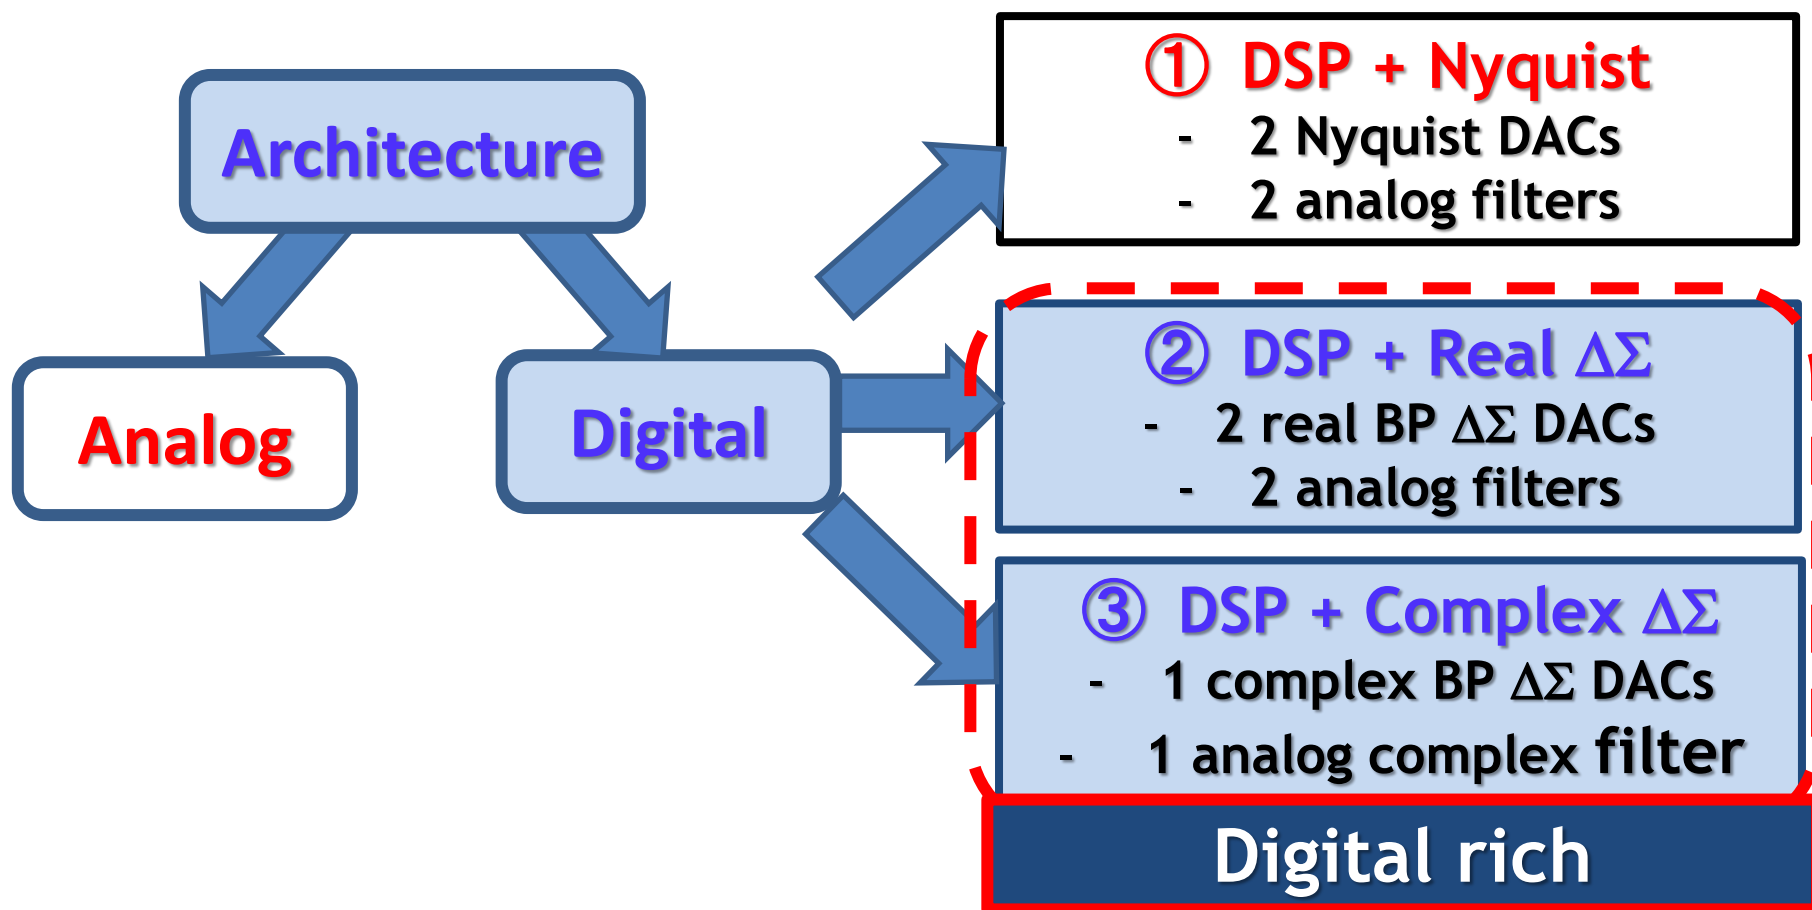 Architecture
Analog
Digital
① DSP + Nyquist
- 2 Nyquist DACs
- 2 analog filters
② DSP + Real ΔΣ
- 2 real BP ΔΣ DACs
- 2 analog filters
③ DSP + Complex ΔΣ
- 1 complex BP ΔΣ DACs
- 1 analog complex filter
Digital rich